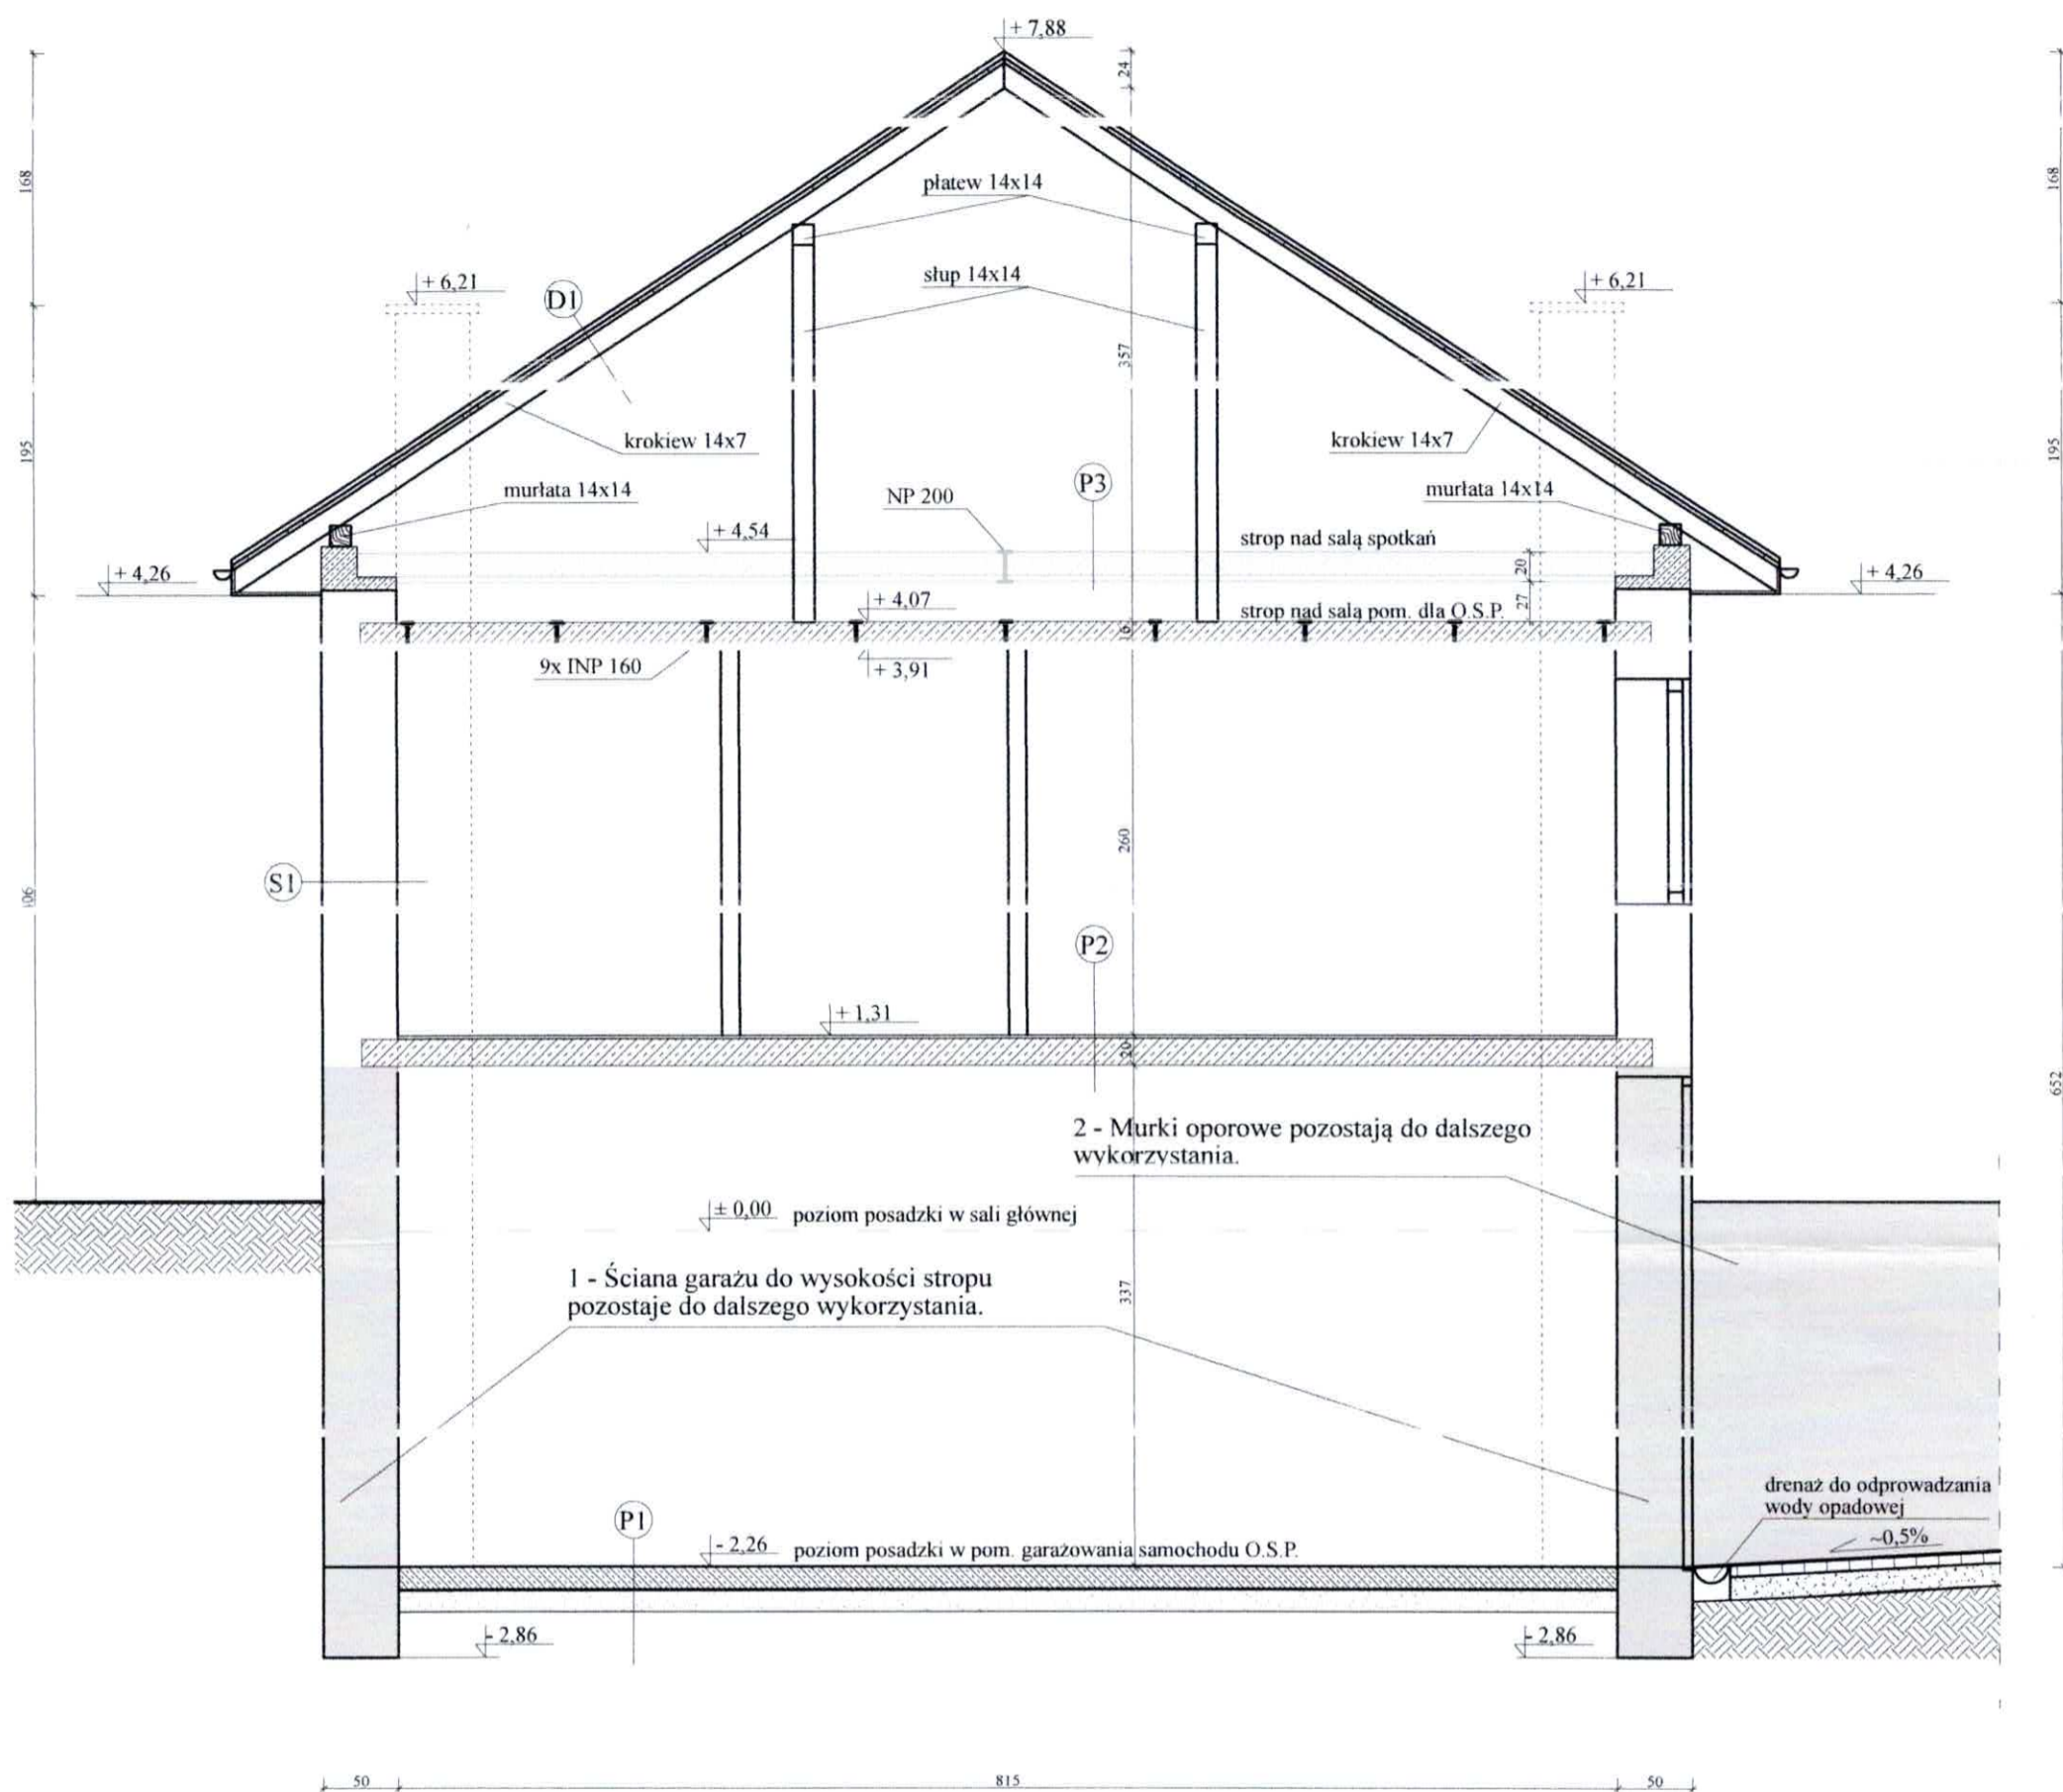 + 7,88
24
168
168
płatew 14x14
słup 14x14
+ 6,21
D1
+ 6,21
357
krokiew 14x7
krokiew 14x7
195
195
murłata 14x14
NP 200
P3
murłata 14x14
+ 4,54
strop nad salą spotkań
20
+ 4,26
+ 4,26
+ 4,07
27
strop nad salą pom. dla O.S.P.
16
9x INP 160
+ 3,91
260
S1
P2
+ 1,31
20
652
2 - Murki oporowe pozostają do dalszego
wykorzystania.
± 0,00 poziom posadzki w sali głównej
1 - Ściana garażu do wysokości stropu
pozostaje do dalszego wykorzystania.
337
drenaż do odprowadzania
wody opadowej
~0,5%
P1
- 2,26 poziom posadzki w pom. garażowania samochodu O.S.P.
- 2,86
- 2,86
50
815
50